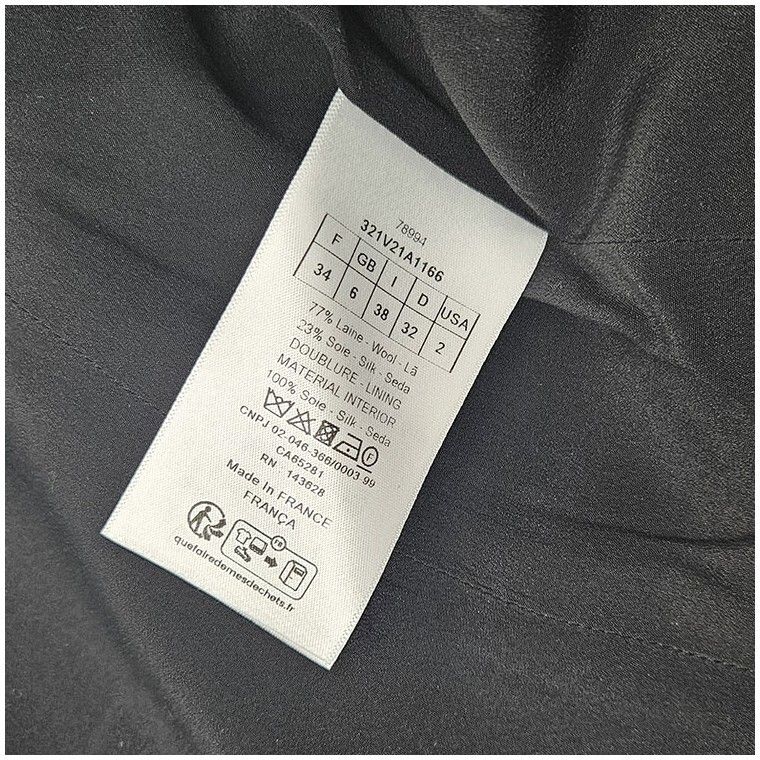 78994
321V21A1166
F GB I D USA
34 6 38 32 2
77% Laine - Wool - Lã
23% Soie - Silk - Seda
DOUBLURE - LINING
MATERIAL INTERIOR
100% Soie - Silk - Seda
F
CNPJ 02-046-366/0003 99
CA65281
RN 143628
Made In FRANCE
FRANÇA
FR
quefairedemesdechets.fr